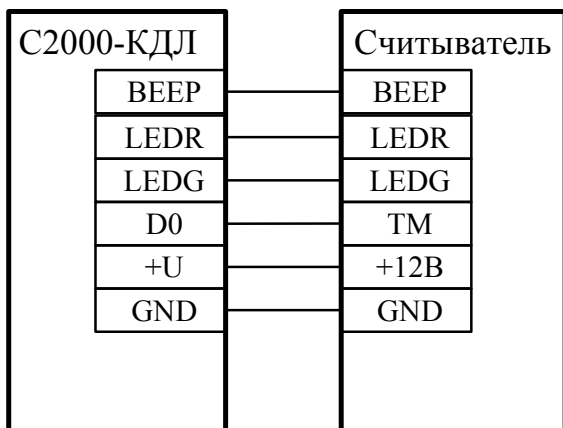 С2000-КДЛ Считыватель
BEEP BEEP
LEDR LEDR
LEDG LEDG
D0 TM
+U +12В
GND GND